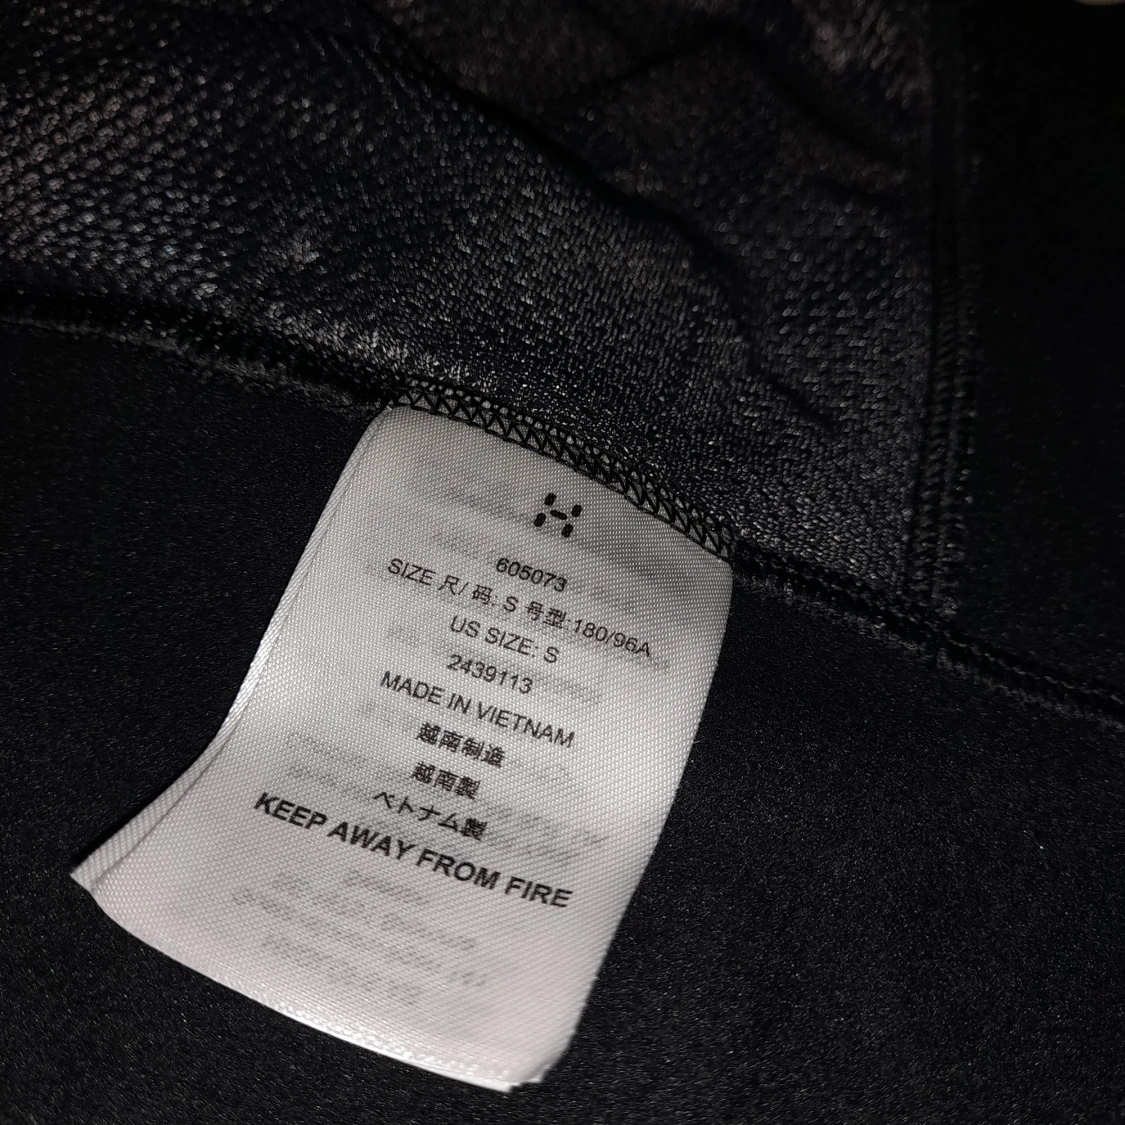 605073
SIZE 尺/ 码: S 号型:180/96A
US SIZE: S
2439113
MADE IN VIETNAM
越南制造
越南製
ベトナム製
KEEP AWAY FROM FIRE